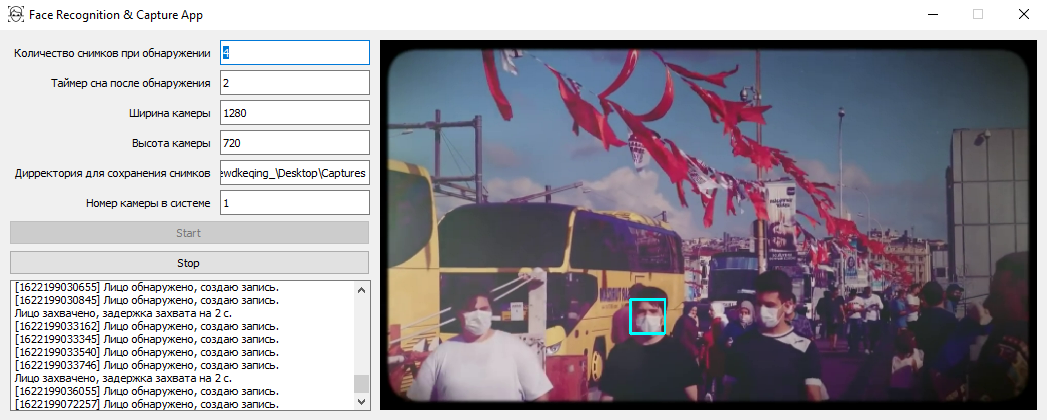 Face Recognition & Capture App
Количество снимков при обнаружении
4
Таймер сна после обнаружения
2
Ширина камеры
1280
Высота камеры
720
Дирректория для сохранения снимков
ewdkeqing_\Desktop\Captures
Номер камеры в системе
1
Start
Stop
[1622199030655] Лицо обнаружено, создаю запись.
[1622199030845] Лицо обнаружено, создаю запись.
Лицо захвачено, задержка захвата на 2 с.
[1622199033162] Лицо обнаружено, создаю запись.
[1622199033345] Лицо обнаружено, создаю запись.
[1622199033540] Лицо обнаружено, создаю запись.
[1622199033746] Лицо обнаружено, создаю запись.
Лицо захвачено, задержка захвата на 2 с.
[1622199036055] Лицо обнаружено, создаю запись.
[1622199072257] Лицо обнаружено, создаю запись.